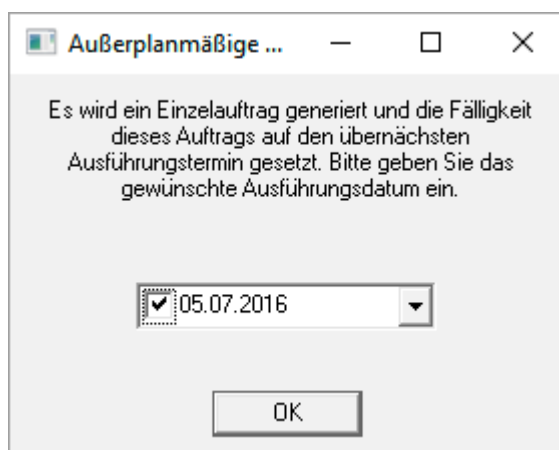 Außerplanmäßige ...
Es wird ein Einzelauftrag generiert und die Fälligkeit
dieses Auftrags auf den übernächsten
Ausführungstermin gesetzt. Bitte geben Sie das
gewünschte Ausführungsdatum ein.
05.07.2016
OK